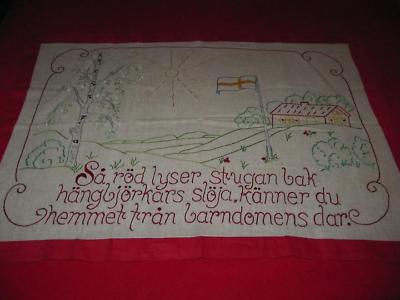 Så, röd lyser stugan bak
hängbjörkars slöja, känner du
hemmet från barndomens dar.